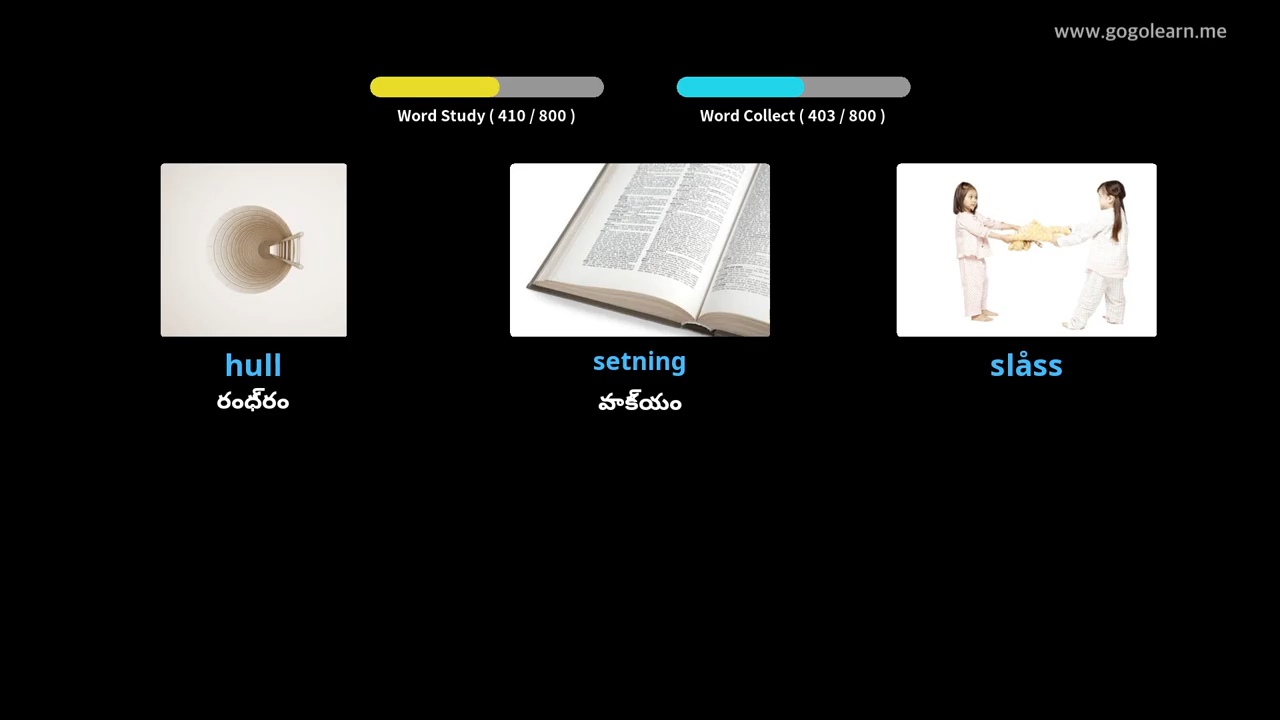 www.gogolearn.me
Word Study ( 410 / 800 )
Word Collect ( 403 / 800 )
hull
setning
slåss
రంధ్‌రం
వాక్‌యం